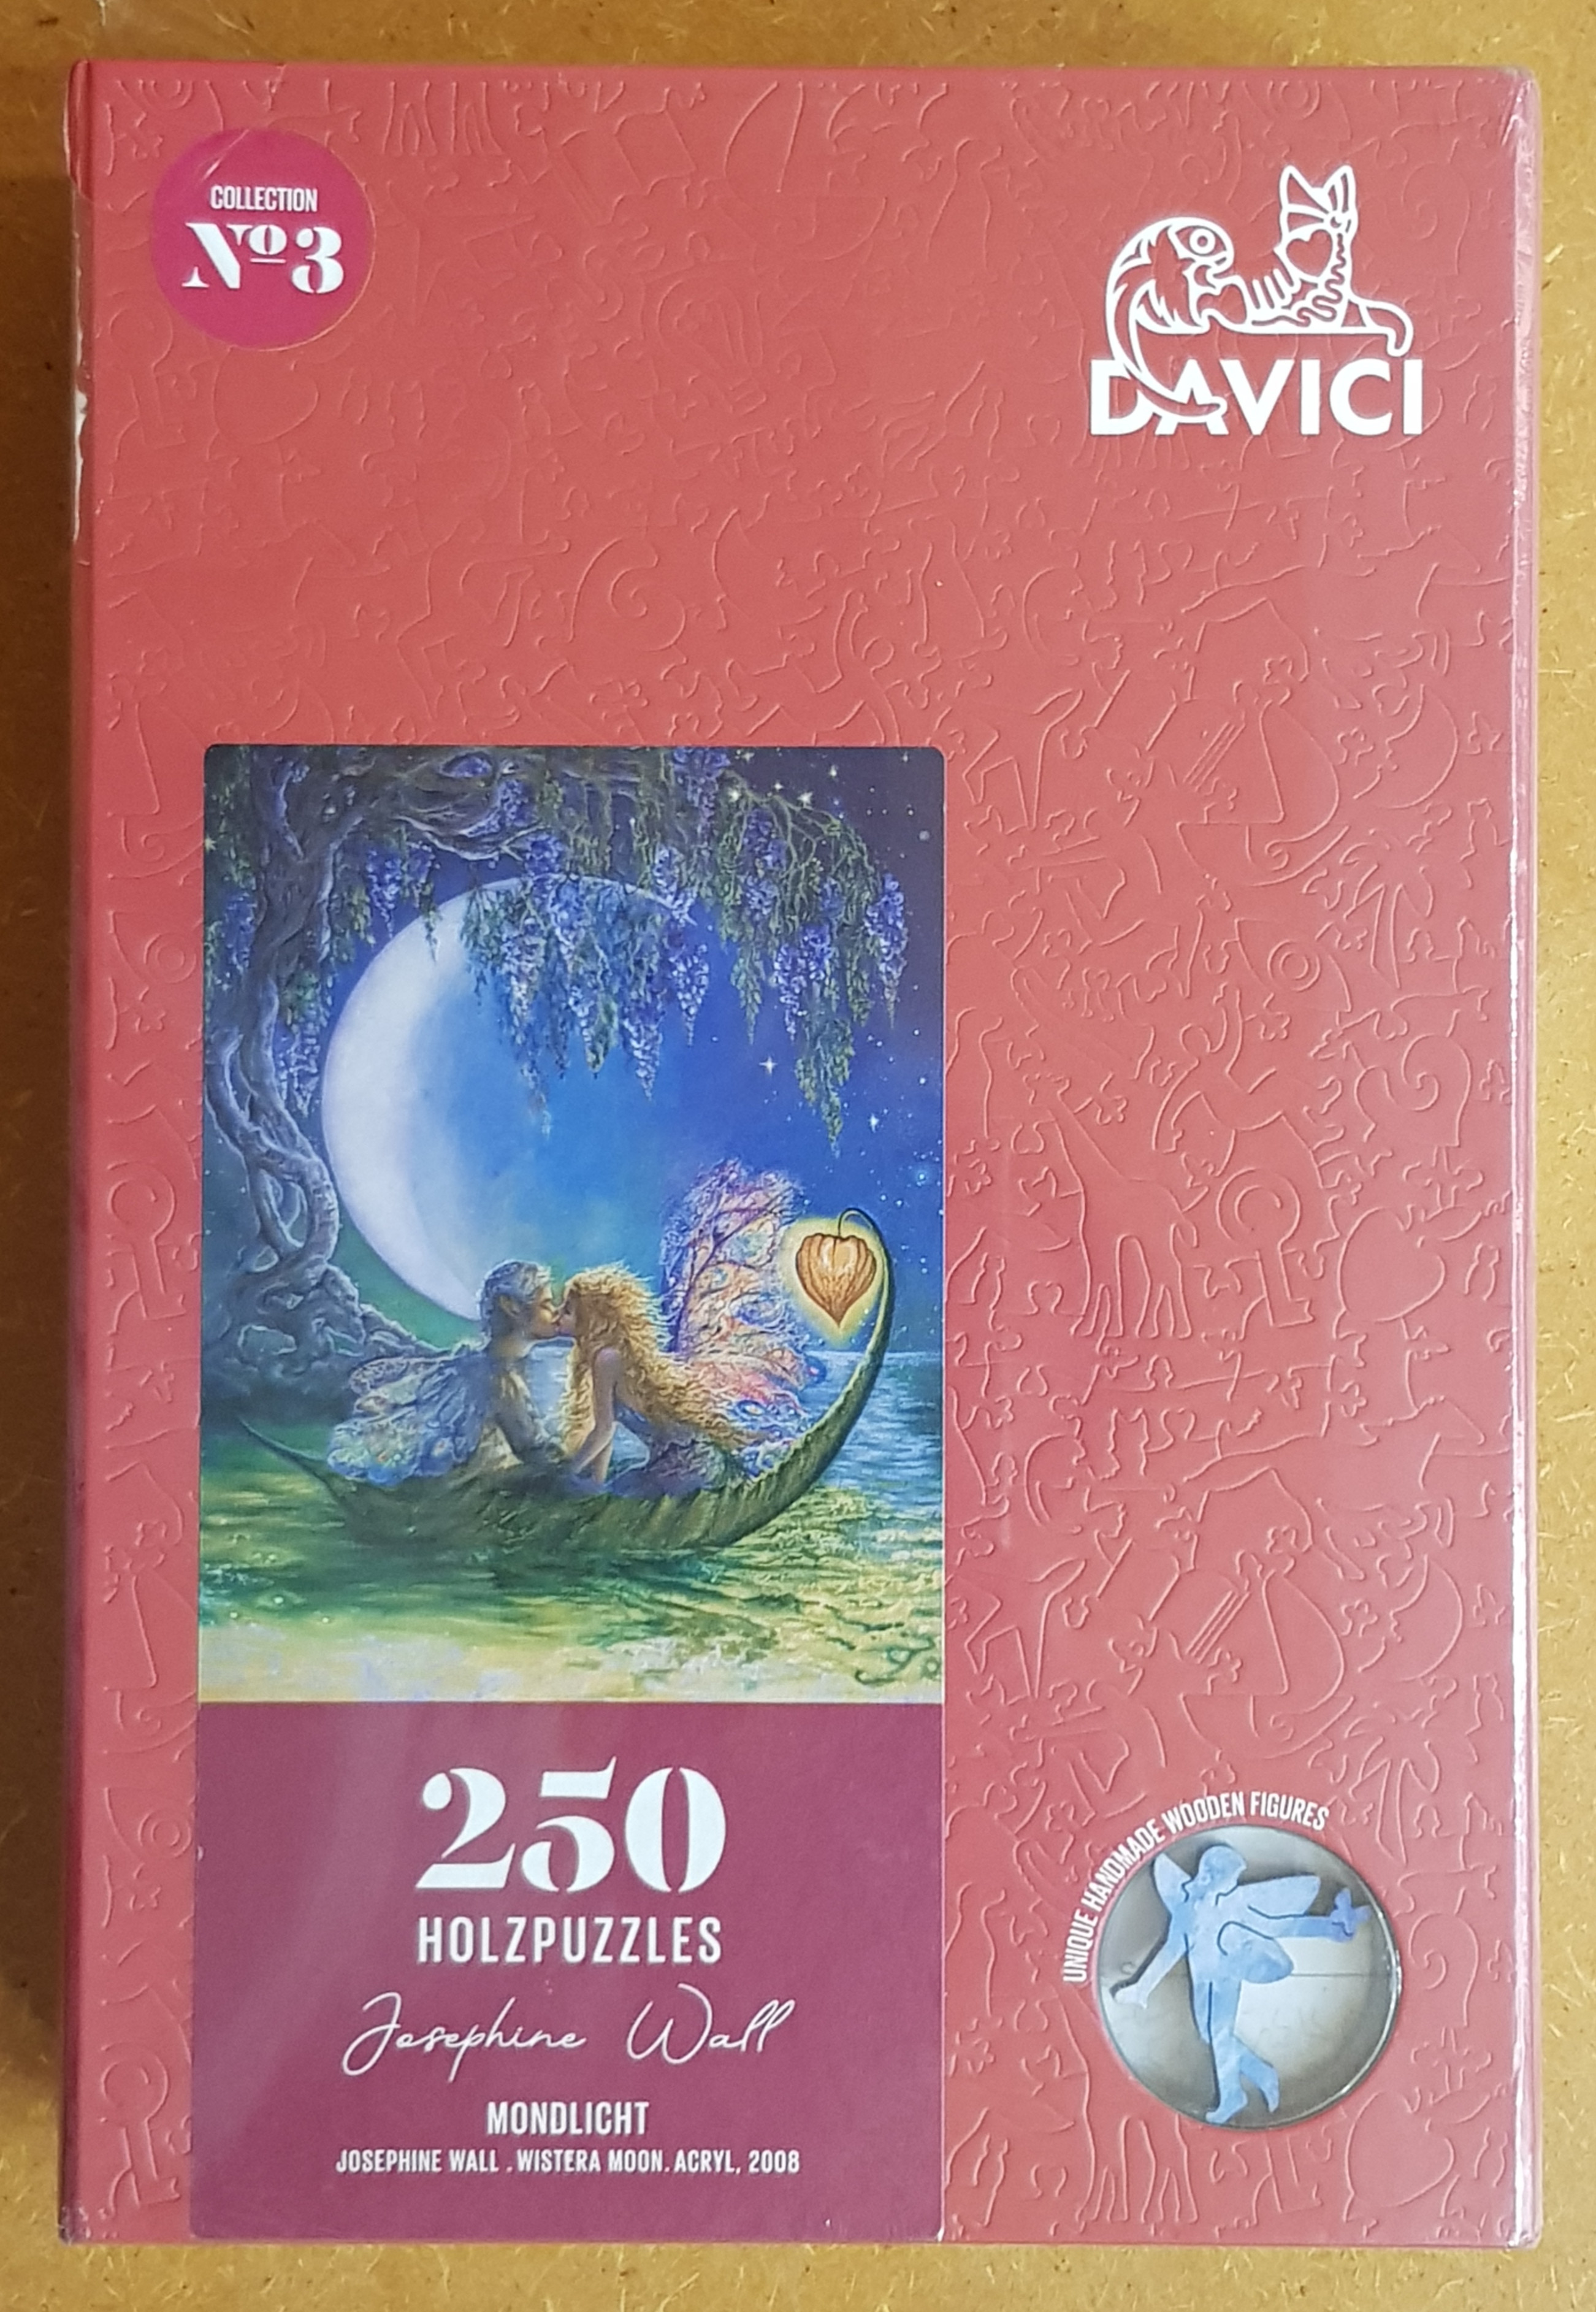 COLLECTION
Nº3
DAVICI
250
HOLZPUZZLES
Josephine Wall
MONDLICHT
JOSEPHINE WALL . WISTERA MOON. ACRYL, 2008
UNIQUE HANDMADE WOODEN FIGURES